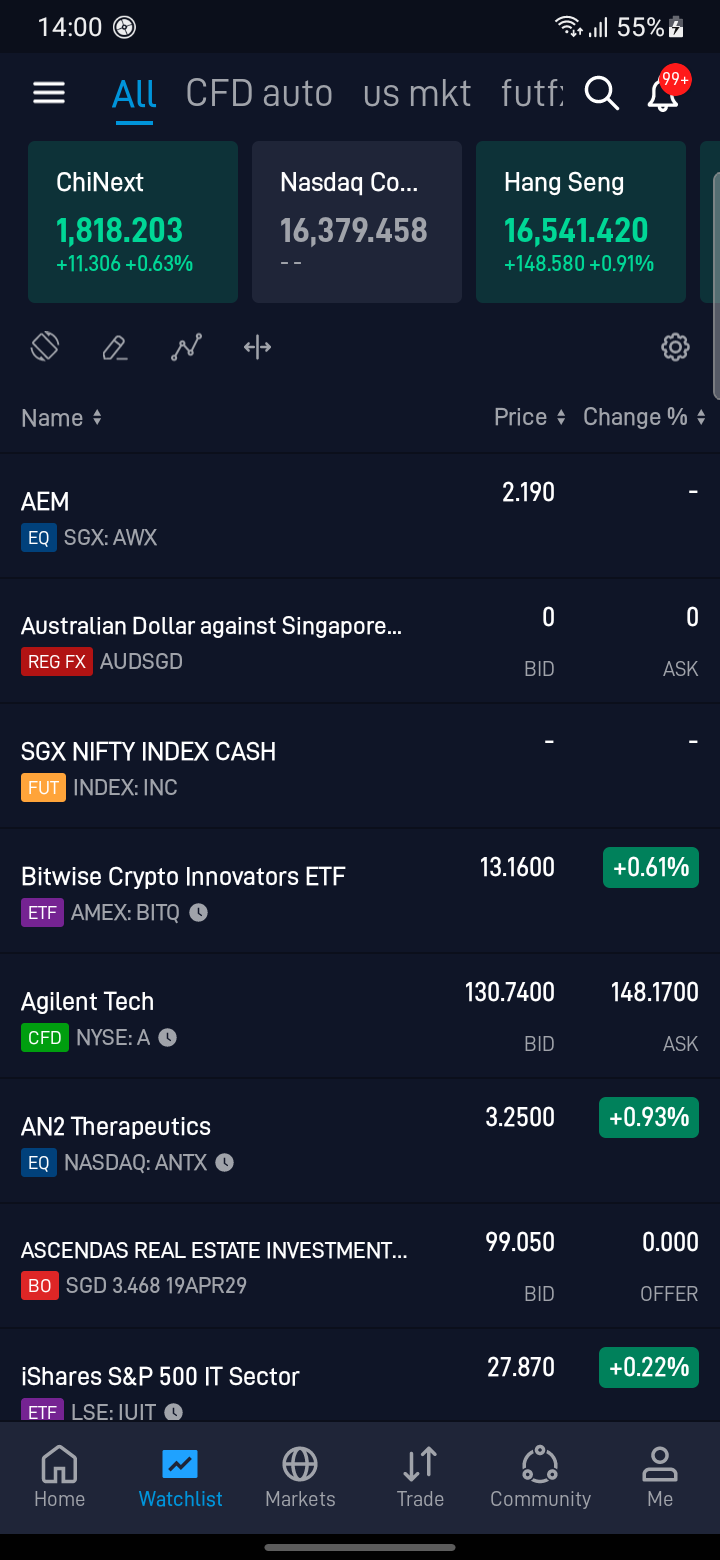 14:00 55%
All CFD auto us mkt futfx 99+
ChiNext Nasdaq Co... Hang Seng
1,818.203 16,379.458 16,541.420
+11.306 +0.63% - - +148.580 +0.91%
Name Price Change %
AEM 2.190 -
EQ SGX: AWX
Australian Dollar against Singapore... 0 0
REG FX AUDSGD BID ASK
SGX NIFTY INDEX CASH - -
FUT INDEX: INC
Bitwise Crypto Innovators ETF 13.1600 +0.61%
ETF AMEX: BITQ
Agilent Tech 130.7400 148.1700
CFD NYSE: A BID ASK
AN2 Therapeutics 3.2500 +0.93%
EQ NASDAQ: ANTX
ASCENDAS REAL ESTATE INVESTMENT... 99.050 0.000
BO SGD 3.468 19APR29 BID OFFER
iShares S&P 500 IT Sector 27.870 +0.22%
ETF LSE: IUIT
Home Watchlist Markets Trade Community Me